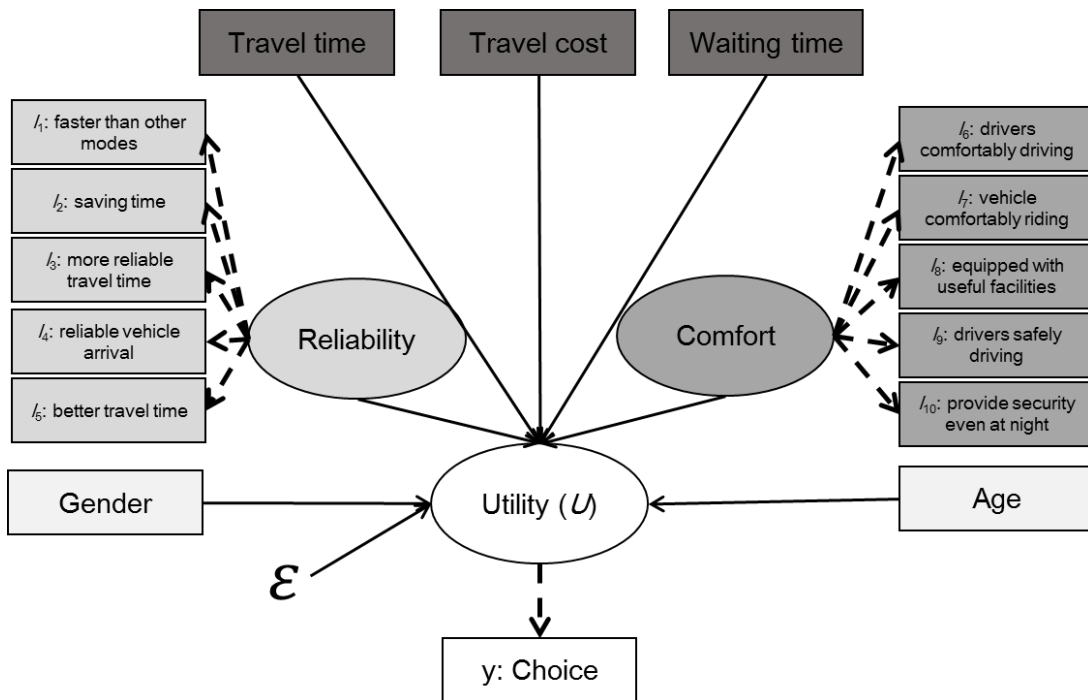 Travel time
Travel cost
Waiting time
I₁: faster than other
modes
I₂: saving time
I₃: more reliable
travel time
I₄: reliable vehicle
arrival
I₅: better travel time
Reliability
Comfort
I₆: drivers
comfortably driving
I₇: vehicle
comfortably riding
I₈: equipped with
useful facilities
I₉: drivers safely
driving
I₁₀: provide security
even at night
Gender
Utility (U)
Age
ε
y: Choice